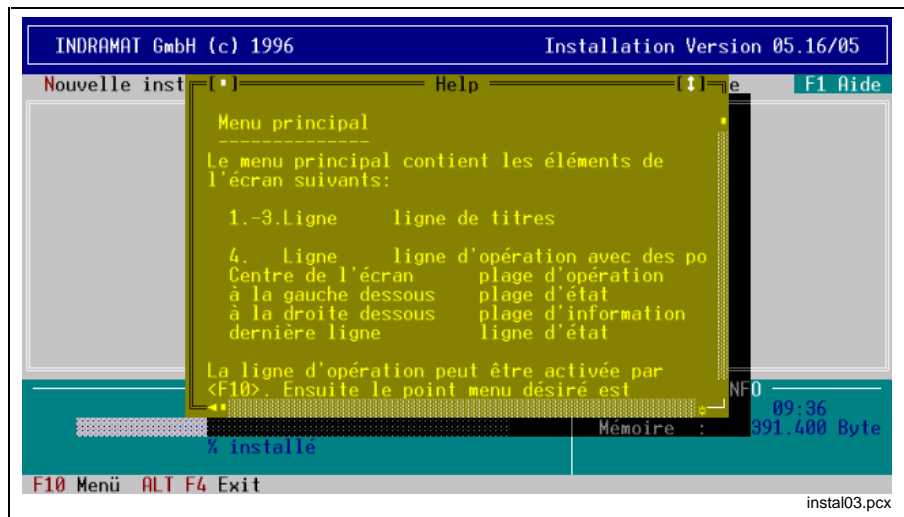 INDRAMAT GmbH (c) 1996 Installation Version 05.16/05
Nouvelle inst Help e F1 Aide
Menu principal
--------------
Le menu principal contient les éléments de
l'écran suivants:
1.-3.Ligne ligne de titres
4. Ligne ligne d'opération avec des po
Centre de l'écran plage d'opération
à la gauche dessous plage d'état
à la droite dessous plage d'information
dernière ligne ligne d'état
La ligne d'opération peut être activée par
<F10>. Ensuite le point menu désiré est
NFO
09:36
Mémoire : 391.400 Byte
% installé
F10 Menü ALT F4 Exit
instal03.pcx